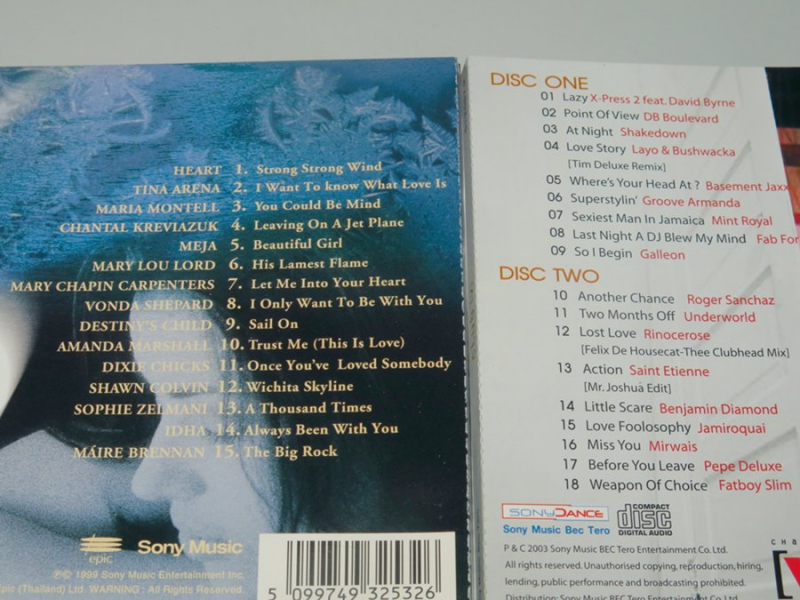 HEART 1. Strong Strong Wind
TINA ARENA 2. I Want To know What Love Is
MARIA MONTELL 3. You Could Be Mind
CHANTAL KREVIAZUK 4. Leaving On A Jet Plane
MEJA 5. Beautiful Girl
MARY LOU LORD 6. His Lamest Flame
MARY CHAPIN CARPENTERS 7. Let Me Into Your Heart
VONDA SHEPARD 8. I Only Want To Be With You
DESTINY'S CHILD 9. Sail On
AMANDA MARSHALL 10. Trust Me (This Is Love)
DIXIE CHICKS 11. Once You've Loved Somebody
SHAWN COLVIN 12. Wichita Skyline
SOPHIE ZELMANI 13. A Thousand Times
IDHA 14. Always Been With You
MÁIRE BRENNAN 15. The Big Rock
epic
Sony Music
℗© 1999 Sony Music Entertainment Inc.
Epic (Thailand) Ltd. WARNING : All Rights Reserved.
5 099749 325326
DISC ONE
01 Lazy X-Press 2 feat. David Byrne
02 Point Of View DB Boulevard
03 At Night Shakedown
04 Love Story Layo & Bushwacka
[Tim Deluxe Remix]
05 Where's Your Head At ? Basement Jaxx
06 Superstylin' Groove Armanda
07 Sexiest Man In Jamaica Mint Royal
08 Last Night A DJ Blew My Mind Fab For
09 So I Begin Galleon
DISC TWO
10 Another Chance Roger Sanchaz
11 Two Months Off Underworld
12 Lost Love Rinocerose
[Felix De Housecat-Thee Clubhead Mix]
13 Action Saint Etienne
[Mr. Joshua Edit]
14 Little Scare Benjamin Diamond
15 Love Foolosophy Jamiroquai
16 Miss You Mirwais
17 Before You Leave Pepe Deluxe
18 Weapon Of Choice Fatboy Slim
SONYDANCE
Sony Music Bec Tero
COMPACT disc DIGITAL AUDIO
P & C 2003 Sony Music BEC Tero Entertainment Co. Ltd.
All rights reserved. Unauthorised copying, reproduction, hiring,
lending, public performance and broadcasting prohibited.
Distribution: Sony Music BEC Tero Entertainment Co. Ltd.